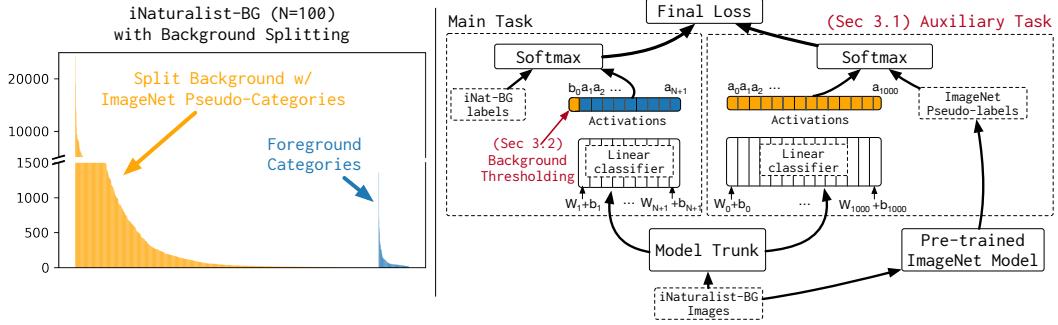 iNaturalist-BG (N=100)
with Background Splitting
20000
10000
1500
1000
500
0
Split Background w/
ImageNet Pseudo-Categories
Foreground
Categories
Final Loss
Main Task
(Sec 3.1) Auxiliary Task
Softmax
Softmax
iNat-BG
labels
b0a1a2 ... aN+1
Activations
a0a1a2 ... a1000
Activations
ImageNet
Pseudo-labels
(Sec 3.2)
Background
Thresholding
Linear
classifier
Linear
classifier
W1+b1 ... WN+1+bN+1
W0+b0 ... W1000+b1000
Model Trunk
Pre-trained
ImageNet Model
iNaturalist-BG
Images